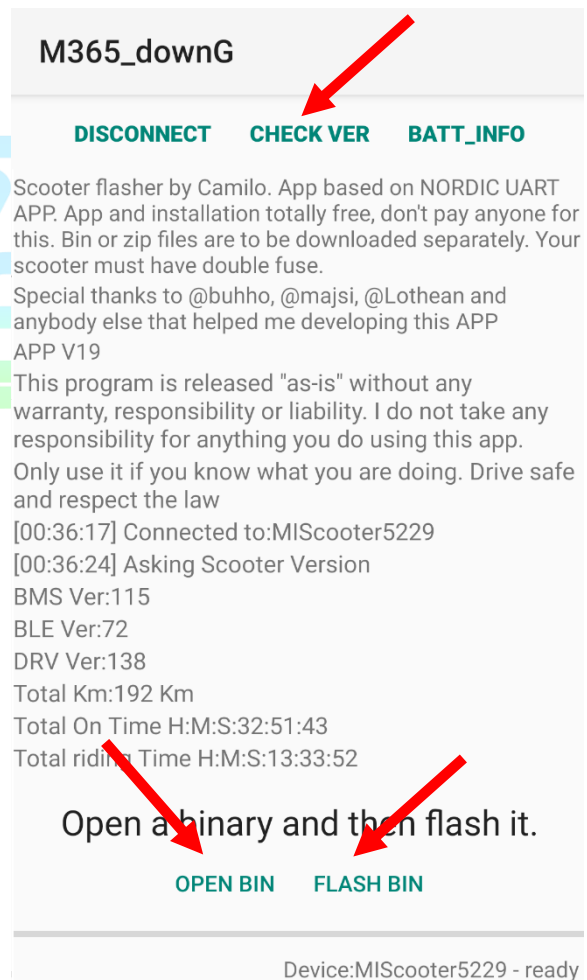 M365_downG
DISCONNECT CHECK VER BATT_INFO
Scooter flasher by Camilo. App based on NORDIC UART
APP. App and installation totally free, don't pay anyone for
this. Bin or zip files are to be downloaded separately. Your
scooter must have double fuse.
Special thanks to @buhho, @majsi, @Lothean and
anybody else that helped me developing this APP
APP V19
This program is released "as-is" without any
warranty, responsibility or liability. I do not take any
responsibility for anything you do using this app.
Only use it if you know what you are doing. Drive safe
and respect the law
[00:36:17] Connected to:MIScooter5229
[00:36:24] Asking Scooter Version
BMS Ver:115
BLE Ver:72
DRV Ver:138
Total Km:192 Km
Total On Time H:M:S:32:51:43
Total riding Time H:M:S:13:33:52
Open a binary and then flash it.
OPEN BIN FLASH BIN
Device:MIScooter5229 - ready